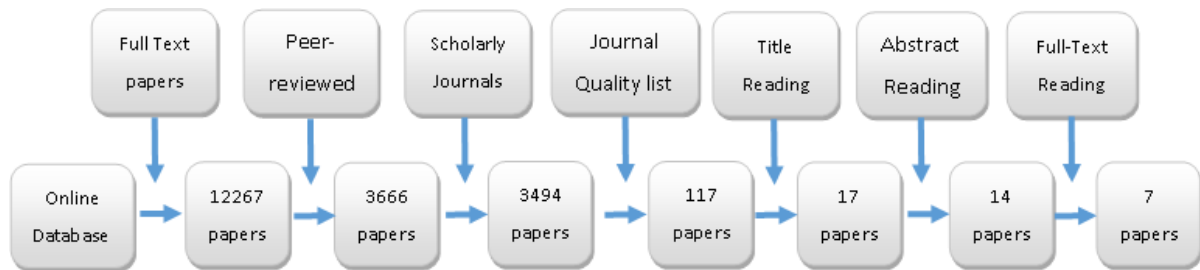 Full Text
papers
Peer-
reviewed
Scholarly
Journals
Journal
Quality list
Title
Reading
Abstract
Reading
Full-Text
Reading
Online
Database
12267
papers
3666
papers
3494
papers
117
papers
17
papers
14
papers
7
papers